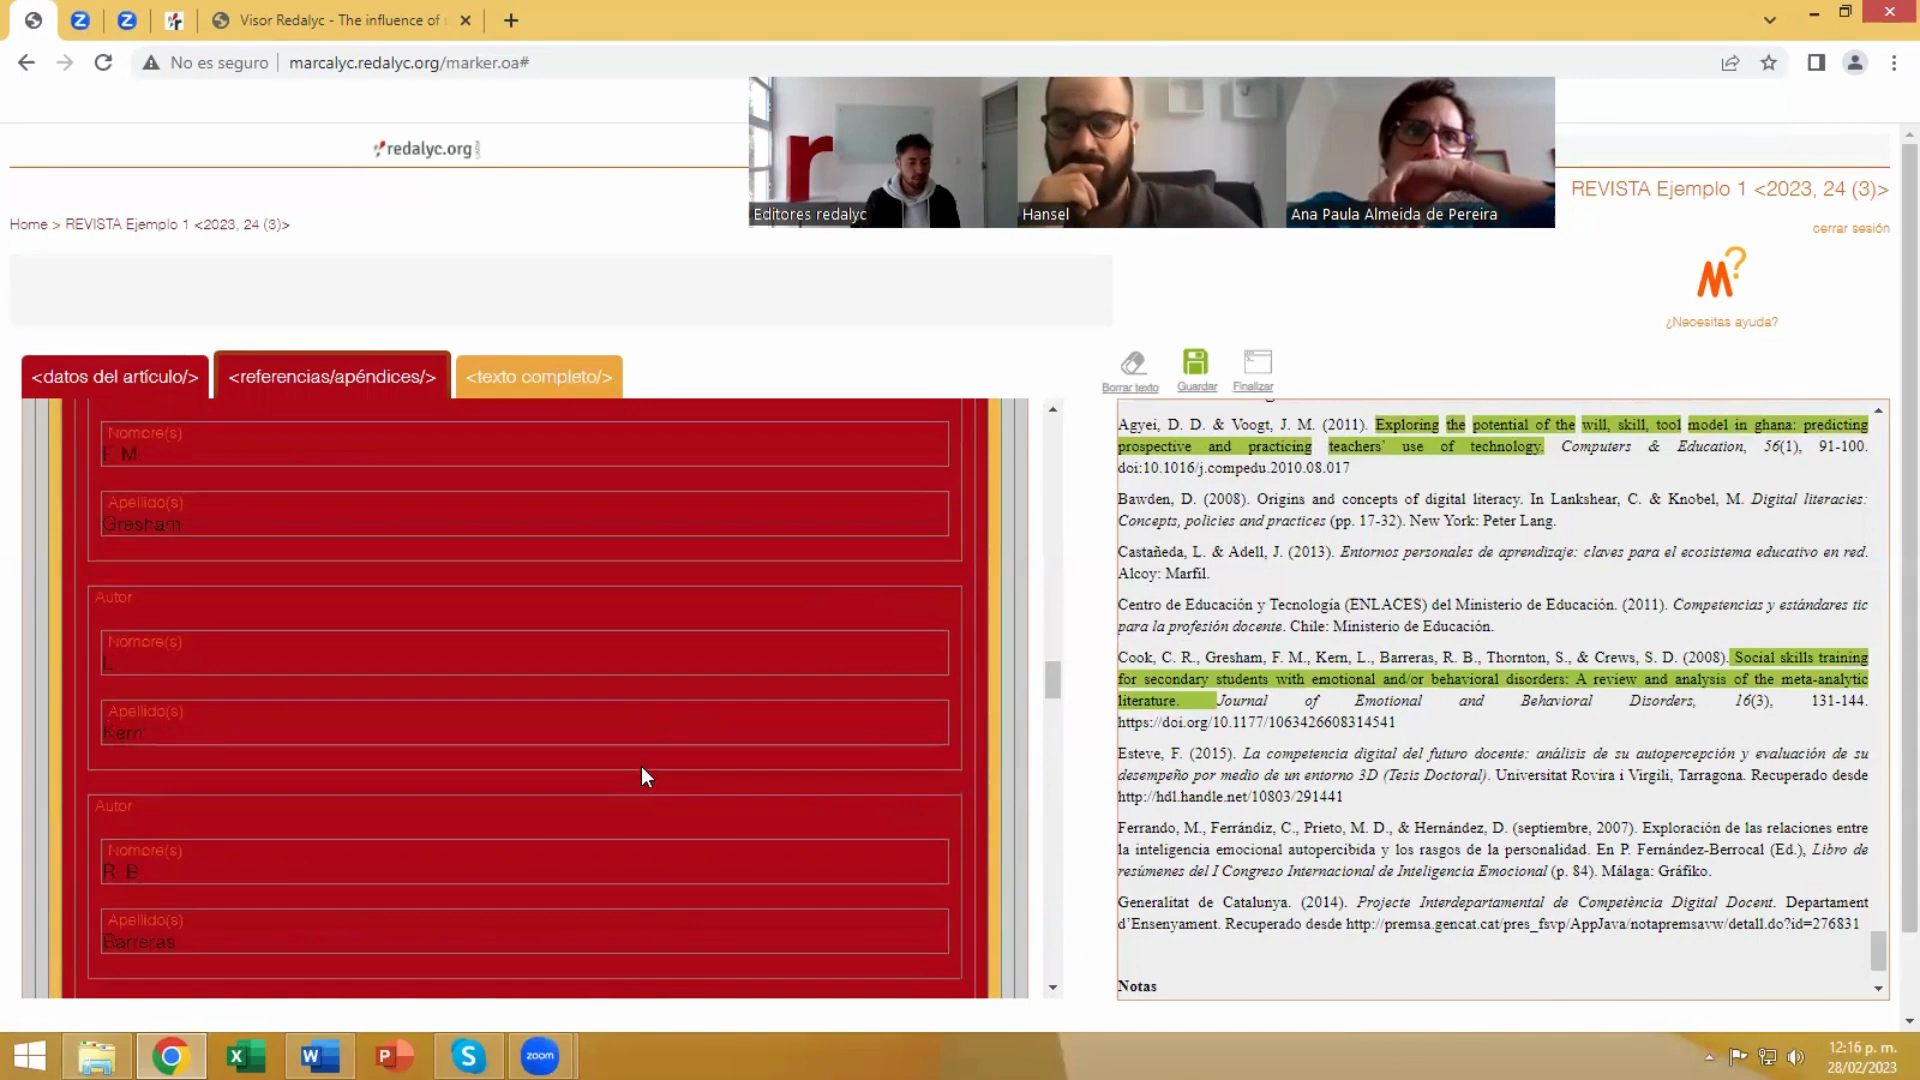 Visor Redalyc - The influence of
No es seguro
marcalyc.redalyc.org/marker.oa#
redalyc.org
Editores redalyc
Hansel
Ana Paula Almeida de Pereira
REVISTA Ejemplo 1 <2023, 24 (3)>
Home > REVISTA Ejemplo 1 <2023, 24 (3)>
cerrar sesión
M?
¿Necesitas ayuda?
<datos del artículo/>
<referencias/apéndices/>
<texto completo/>
Borrar texto
Guardar
Finalizar
Nombre(s)
F. M.
Apellido(s)
Gresham
Autor
Nombre(s)
L.
Apellido(s)
Kern
Autor
Nombre(s)
R. B.
Apellido(s)
Barreras
Agyei, D. D. & Voogt, J. M. (2011). Exploring the potential of the will, skill, tool model in ghana: predicting
prospective and practicing teachers' use of technology. Computers & Education, 56(1), 91-100.
doi:10.1016/j.compedu.2010.08.017
Bawden, D. (2008). Origins and concepts of digital literacy. In Lankshear, C. & Knobel, M. Digital literacies:
Concepts, policies and practices (pp. 17-32). New York: Peter Lang.
Castañeda, L. & Adell, J. (2013). Entornos personales de aprendizaje: claves para el ecosistema educativo en red.
Alcoy: Marfil.
Centro de Educación y Tecnología (ENLACES) del Ministerio de Educación. (2011). Competencias y estándares tic
para la profesión docente. Chile: Ministerio de Educación.
Cook, C. R., Gresham, F. M., Kern, L., Barreras, R. B., Thornton, S., & Crews, S. D. (2008). Social skills training
for secondary students with emotional and/or behavioral disorders: A review and analysis of the meta-analytic
literature. Journal of Emotional and Behavioral Disorders, 16(3), 131-144.
https://doi.org/10.1177/1063426608314541
Esteve, F. (2015). La competencia digital del futuro docente: análisis de su autopercepción y evaluación de su
desempeño por medio de un entorno 3D (Tesis Doctoral). Universitat Rovira i Virgili, Tarragona. Recuperado desde
http://hdl.handle.net/10803/291441
Ferrando, M., Ferrándiz, C., Prieto, M. D., & Hernández, D. (septiembre, 2007). Exploración de las relaciones entre
la inteligencia emocional autopercibida y los rasgos de la personalidad. En P. Fernández-Berrocal (Ed.), Libro de
resúmenes del I Congreso Internacional de Inteligencia Emocional (p. 84). Málaga: Gráfiko.
Generalitat de Catalunya. (2014). Projecte Interdepartamental de Competència Digital Docent. Departament
d'Ensenyament. Recuperado desde http://premsa.gencat.cat/pres_fsvp/AppJava/notapremsavw/detall.do?id=276831
Notas
zoom
12:16 p. m.
28/02/2023